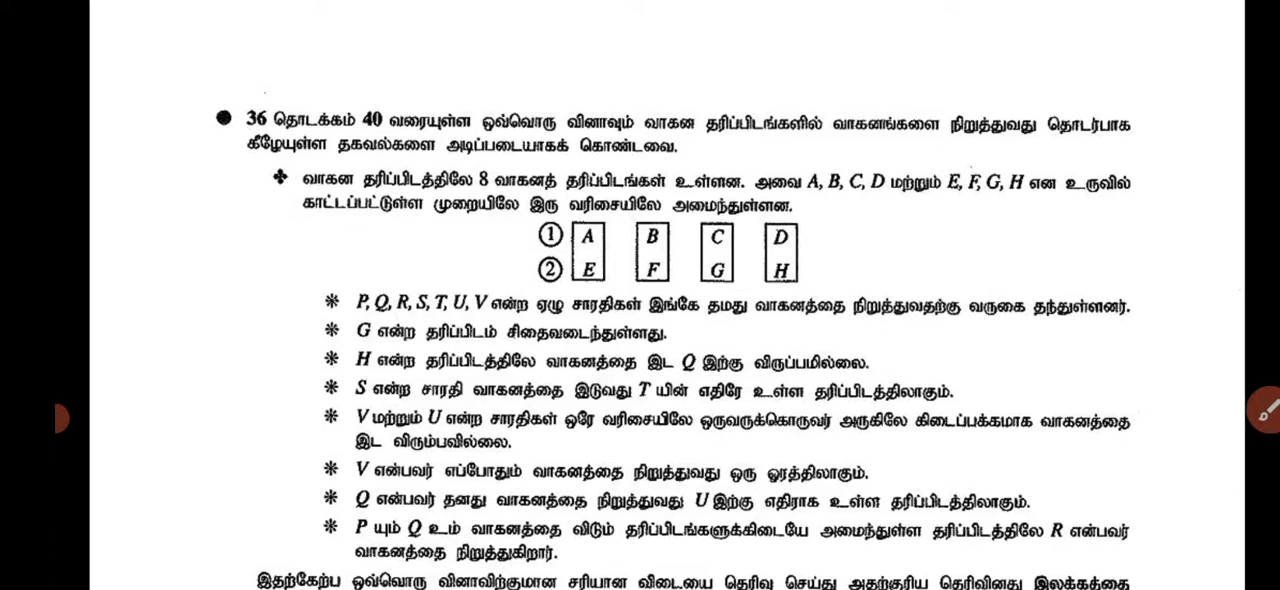 ● 36 தொடக்கம் 40 வரையுள்ள ஒவ்வொரு வினாவும் வாகன தரிப்பிடங்களில் வாகனங்களை நிறுத்துவது தொடர்பாக
கீழேயுள்ள தகவல்களை அடிப்படையாகக் கொண்டவை.
❖ வாகன தரிப்பிடத்திலே 8 வாகனத் தரிப்பிடங்கள் உள்ளன. அவை A, B, C, D மற்றும் E, F, G, H என உருவில்
காட்டப்பட்டுள்ள முறையிலே இரு வரிசையிலே அமைந்துள்ளன.
① A B C D
② E F G H
* P, Q, R, S, T, U, V என்ற ஏழு சாரதிகள் இங்கே தமது வாகனத்தை நிறுத்துவதற்கு வருகை தந்துள்ளனர்.
* G என்ற தரிப்பிடம் சிதைவடைந்துள்ளது.
* H என்ற தரிப்பிடத்திலே வாகனத்தை இட Q இற்கு விருப்பமில்லை.
* S என்ற சாரதி வாகனத்தை இடுவது T யின் எதிரே உள்ள தரிப்பிடத்திலாகும்.
* V மற்றும் U என்ற சாரதிகள் ஒரே வரிசையிலே ஒருவருக்கொருவர் அருகிலே கிடைப்பக்கமாக வாகனத்தை
இட விரும்பவில்லை.
* V என்பவர் எப்போதும் வாகனத்தை நிறுத்துவது ஒரு ஓரத்திலாகும்.
* Q என்பவர் தனது வாகனத்தை நிறுத்துவது U இற்கு எதிராக உள்ள தரிப்பிடத்திலாகும்.
* P யும் Q உம் வாகனத்தை விடும் தரிப்பிடங்களுக்கிடையே அமைந்துள்ள தரிப்பிடத்திலே R என்பவர்
வாகனத்தை நிறுத்துகிறார்.
இதற்கேற்ப ஒவ்வொரு வினாவிற்குமான சரியான விடையை தெரிவு செய்து அதற்குரிய தெரிவினது இலக்கத்தை